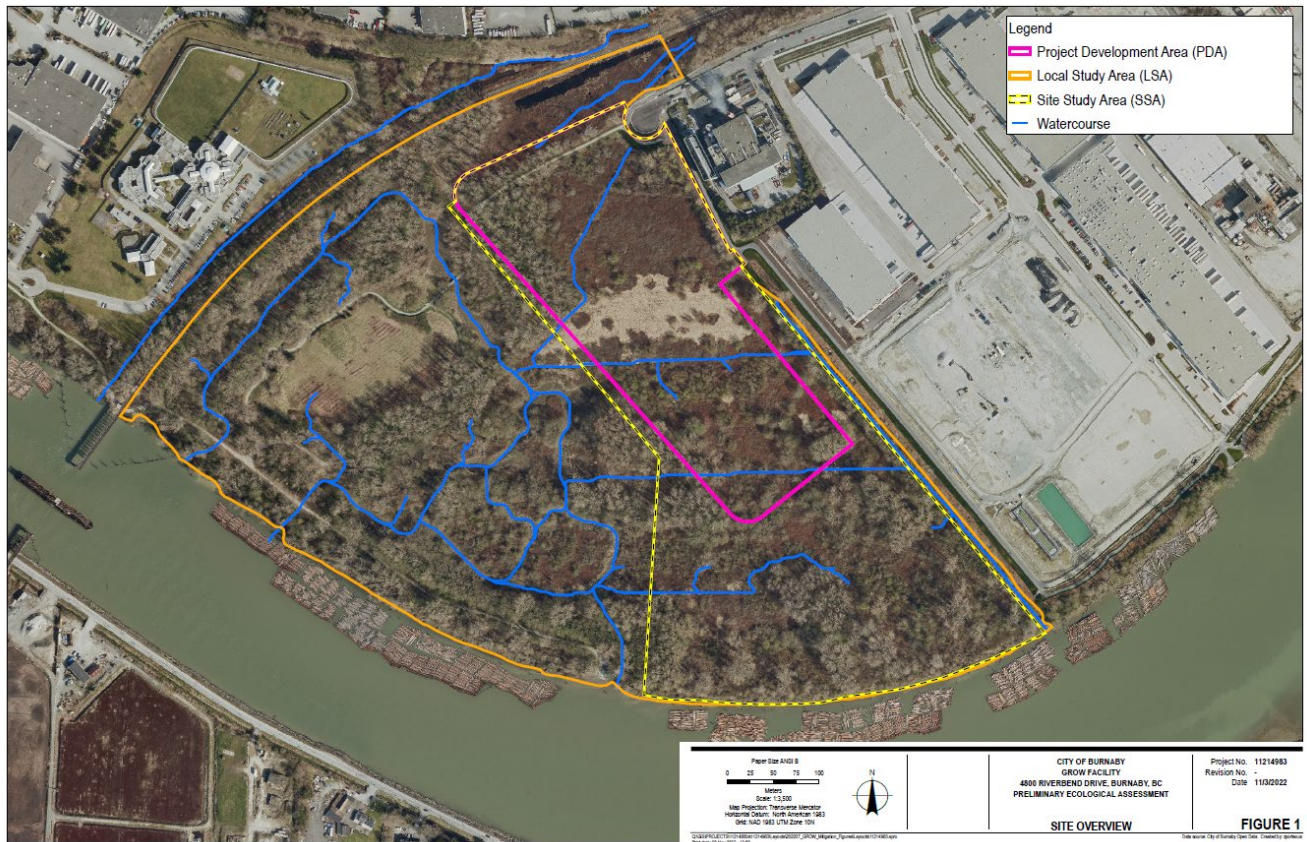 Legend
Project Development Area (PDA)
Local Study Area (LSA)
Site Study Area (SSA)
Watercourse
Paper Size ANSI B
0 25 50 75 100
Meters
Scale: 1:3,500
Map Projection: Transverse Mercator
Horizontal Datum: North American 1983
Grid: NAD 1983 UTM Zone 10N
N
CITY OF BURNABY
GROW FACILITY
4800 RIVERBEND DRIVE, BURNABY, BC
PRELIMINARY ECOLOGICAL ASSESSMENT
SITE OVERVIEW
Project No. 11214983
Revision No. -
Date 11/3/2022
FIGURE 1
Data source: City of Burnaby Open Data. Created by: